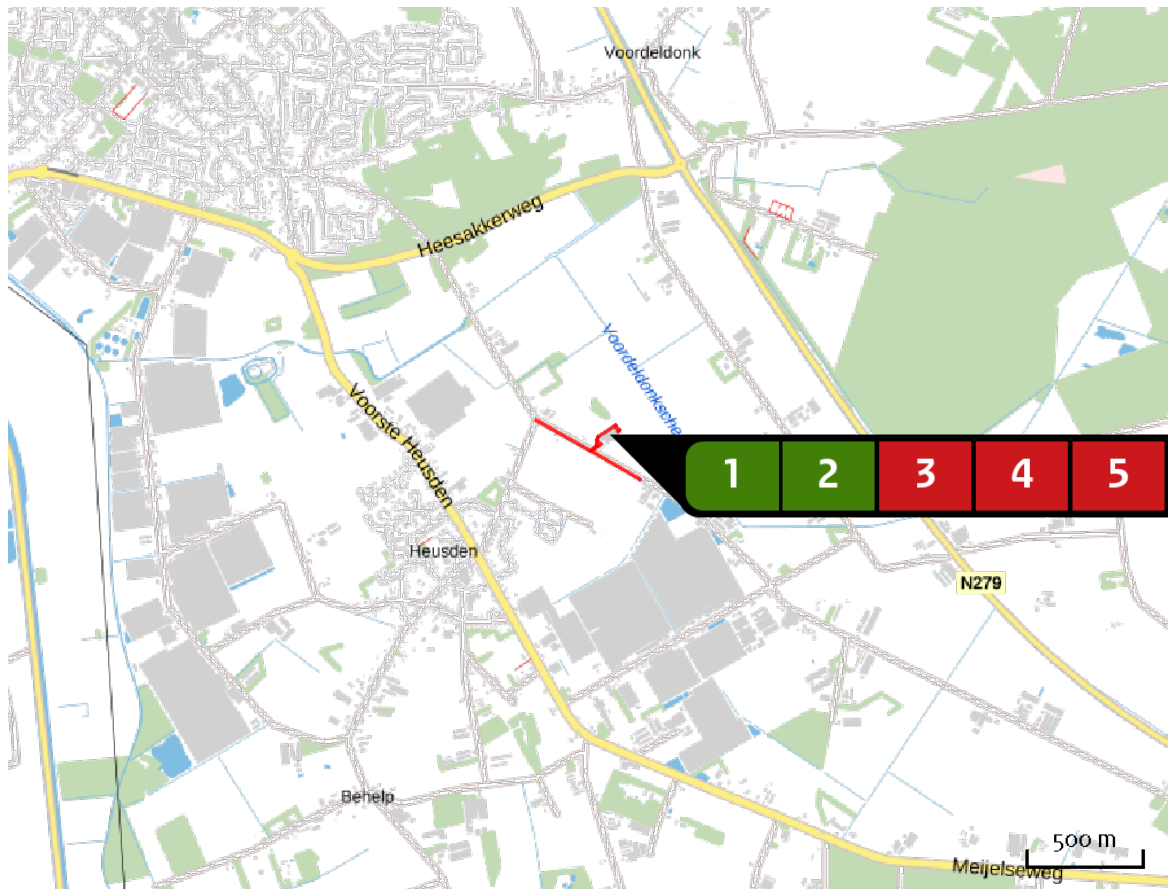 Voordeldonk
Heesakkerweg
Voordeldonksche
Voorste Heusden
1 2 3 4 5
Heusden
N279
Behelp
500 m
Meijelseweg